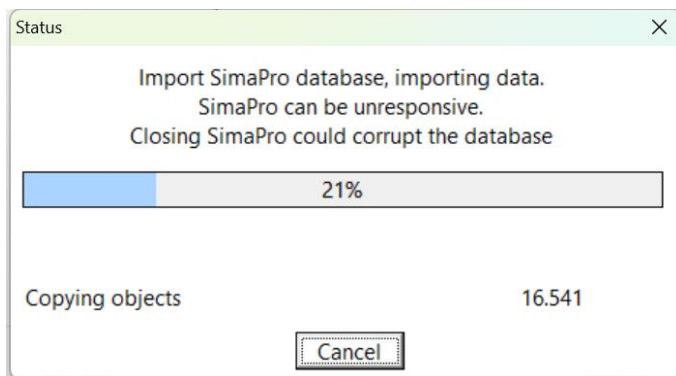 Status
Import SimaPro database, importing data.
SimaPro can be unresponsive.
Closing SimaPro could corrupt the database
21%
Copying objects 16.541
Cancel